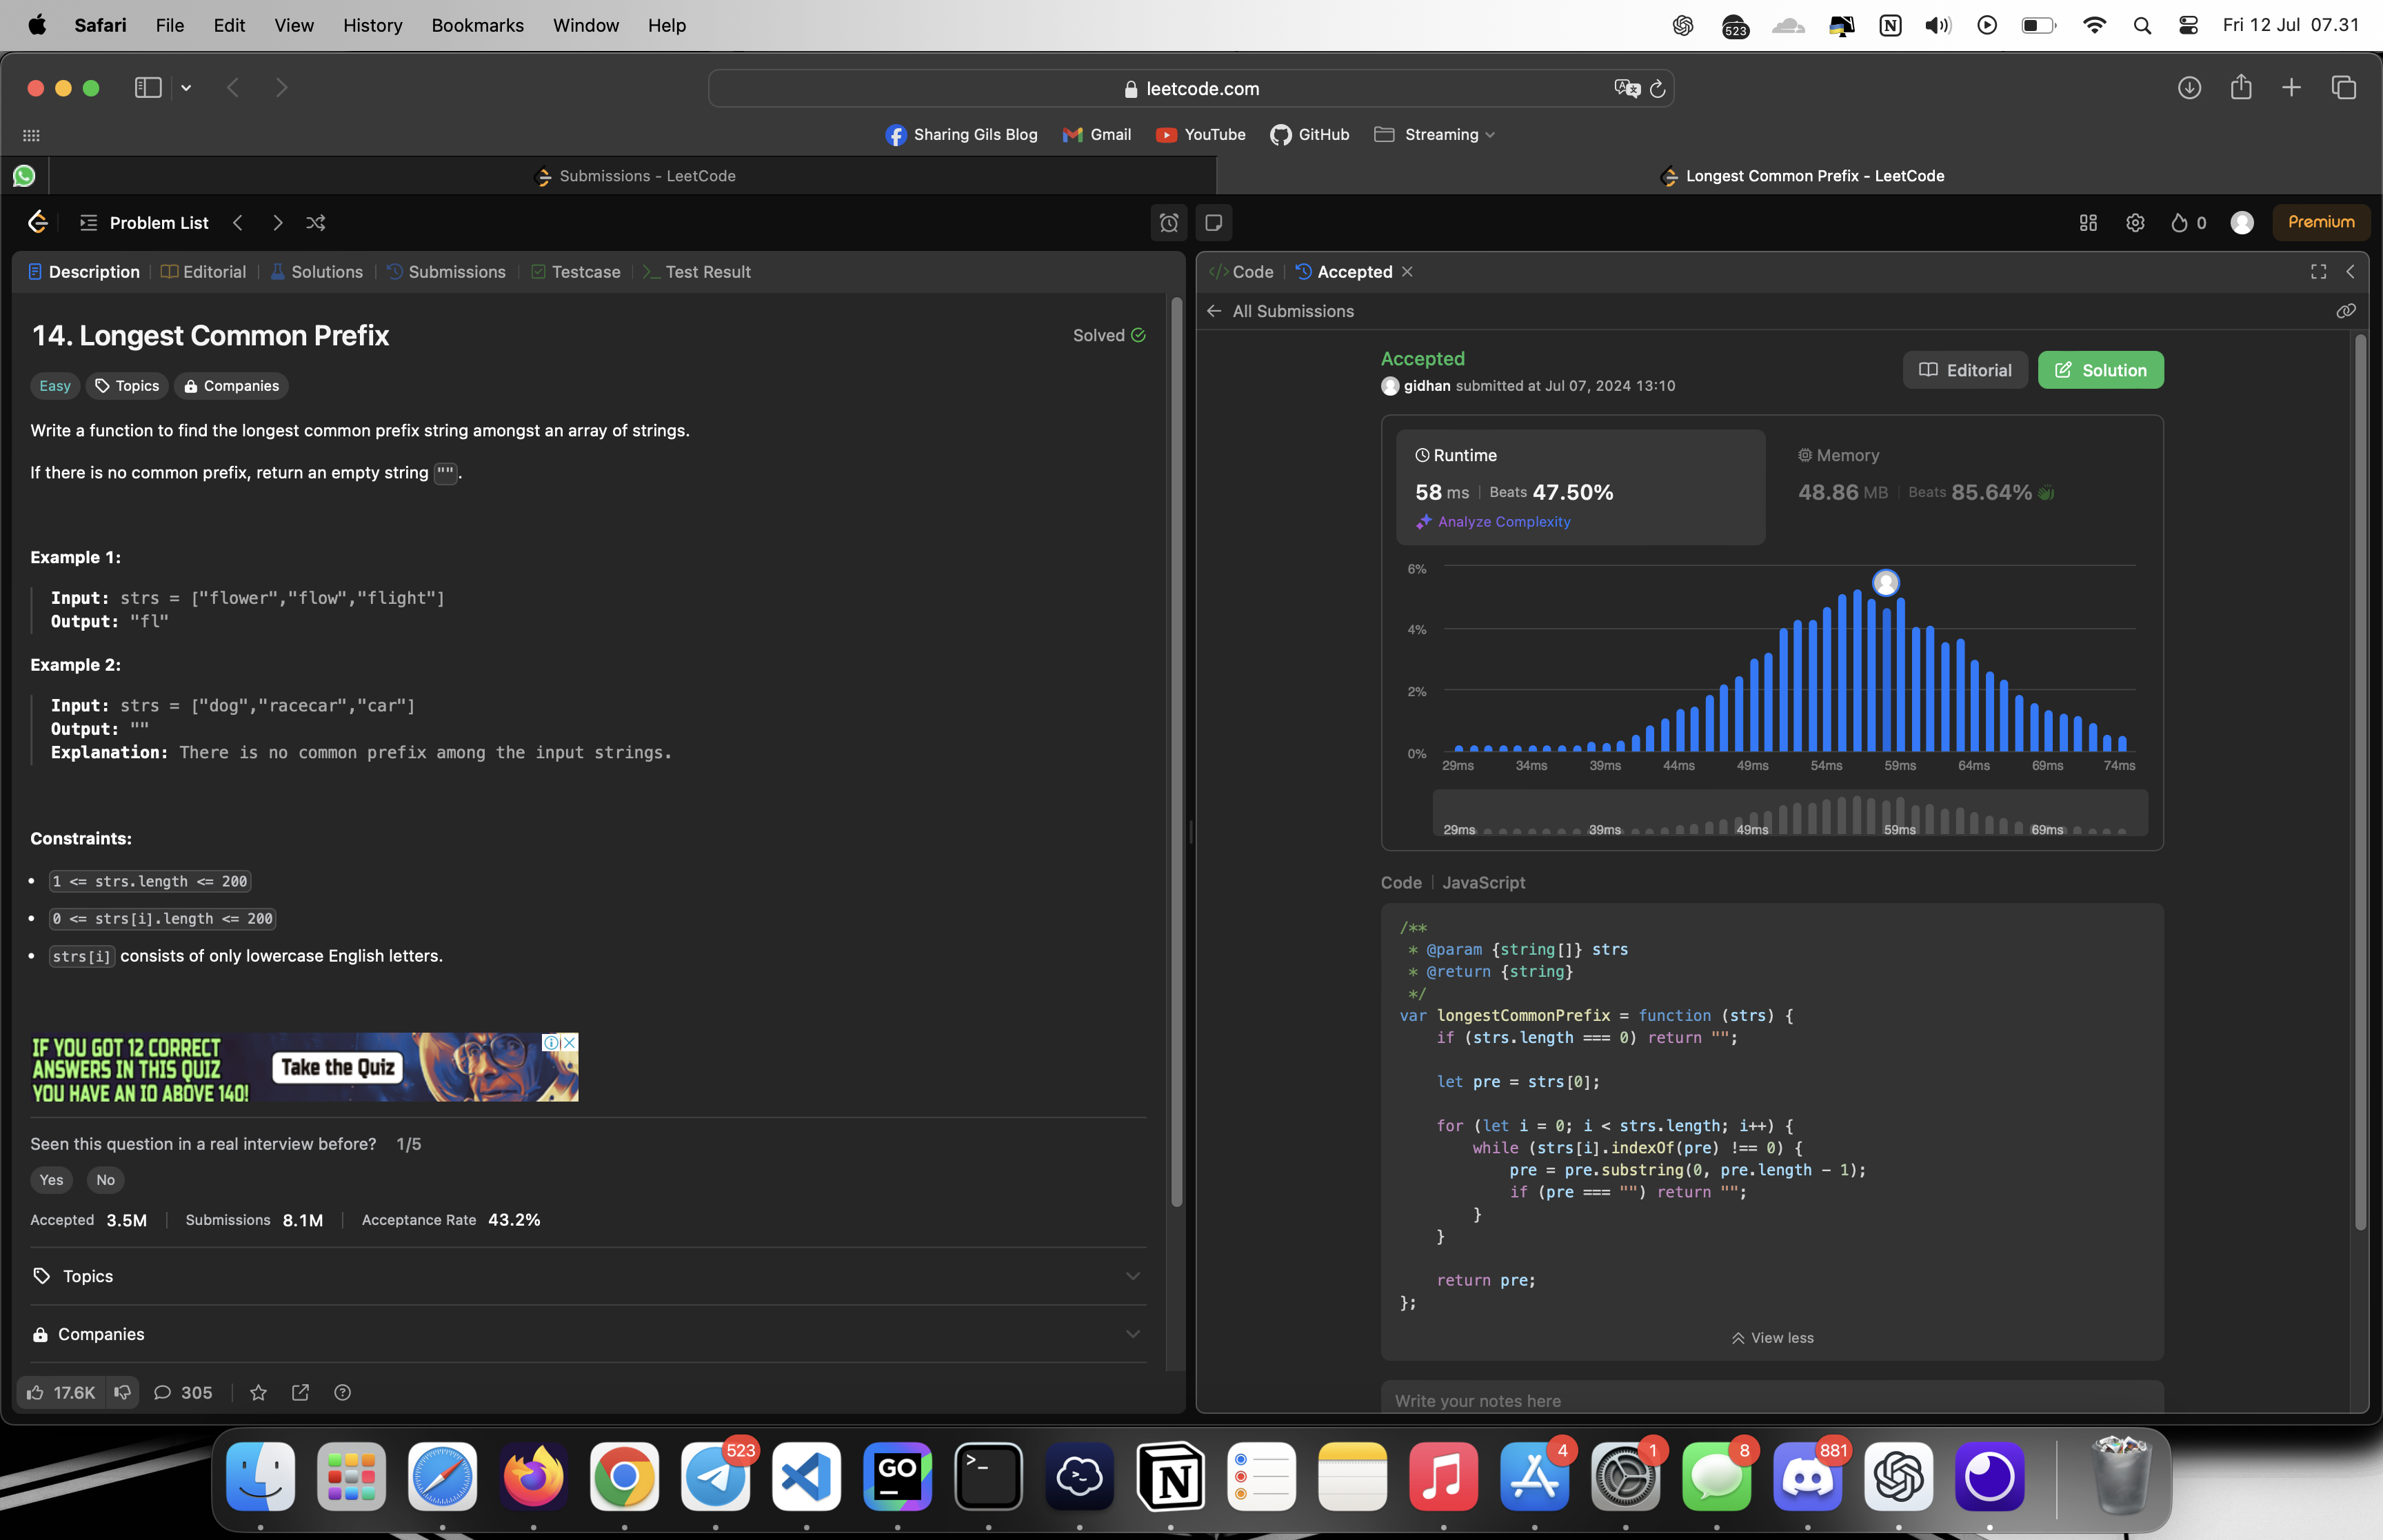 Safari File Edit View History Bookmarks Window Help
523
Fri 12 Jul 07.31
leetcode.com
Sharing Gils Blog Gmail YouTube GitHub Streaming
Submissions - LeetCode
Longest Common Prefix - LeetCode
Problem List
0
Premium
Description Editorial Solutions Submissions Testcase Test Result
14. Longest Common Prefix
Solved
Easy Topics Companies
Write a function to find the longest common prefix string amongst an array of strings.
If there is no common prefix, return an empty string "".
Example 1:
Input: strs = ["flower","flow","flight"]
Output: "fl"
Example 2:
Input: strs = ["dog","racecar","car"]
Output: ""
Explanation: There is no common prefix among the input strings.
Constraints:
• 1 <= strs.length <= 200
• 0 <= strs[i].length <= 200
• strs[i] consists of only lowercase English letters.
IF YOU GOT 12 CORRECT
ANSWERS IN THIS QUIZ
YOU HAVE AN IQ ABOVE 140!
Take the Quiz
Seen this question in a real interview before? 1/5
Yes No
Accepted 3.5M Submissions 8.1M Acceptance Rate 43.2%
Topics
Companies
17.6K 305
</> Code Accepted
All Submissions
Accepted
gidhan submitted at Jul 07, 2024 13:10
Editorial Solution
Runtime
58 ms Beats 47.50%
Analyze Complexity
Memory
48.86 MB Beats 85.64%
6%
4%
2%
0%
29ms 34ms 39ms 44ms 49ms 54ms 59ms 64ms 69ms 74ms
29ms 39ms 49ms 59ms 69ms
Code JavaScript
/**
 * @param {string[]} strs
 * @return {string}
 */
var longestCommonPrefix = function (strs) {
    if (strs.length === 0) return "";
    let pre = strs[0];
    for (let i = 0; i < strs.length; i++) {
        while (strs[i].indexOf(pre) !== 0) {
            pre = pre.substring(0, pre.length - 1);
            if (pre === "") return "";
        }
    }
    return pre;
};
View less
Write your notes here
523
GO
4
1
8
881